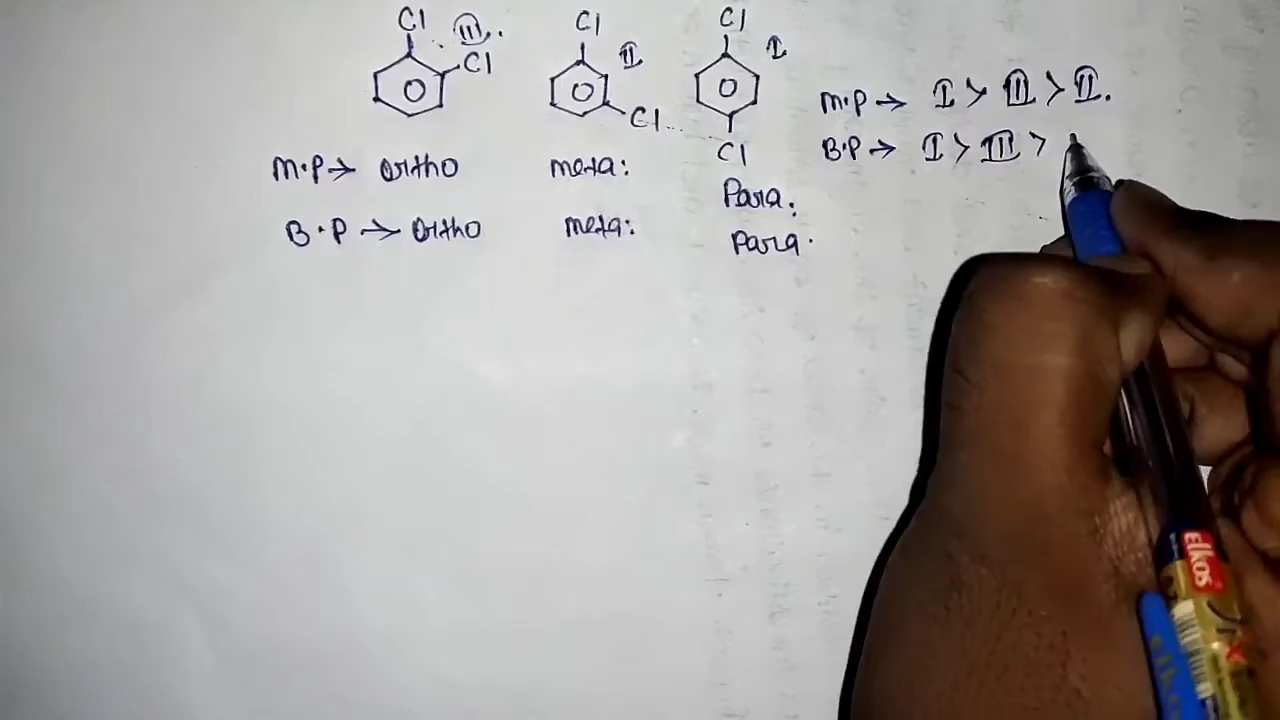 Cl III.
Cl
Cl II
Cl
Cl I
Cl
M.P → I > III > II.
B.P → I > III >
M.P → Ortho meta: Para.
B.P → Ortho meta: Para.
elkos